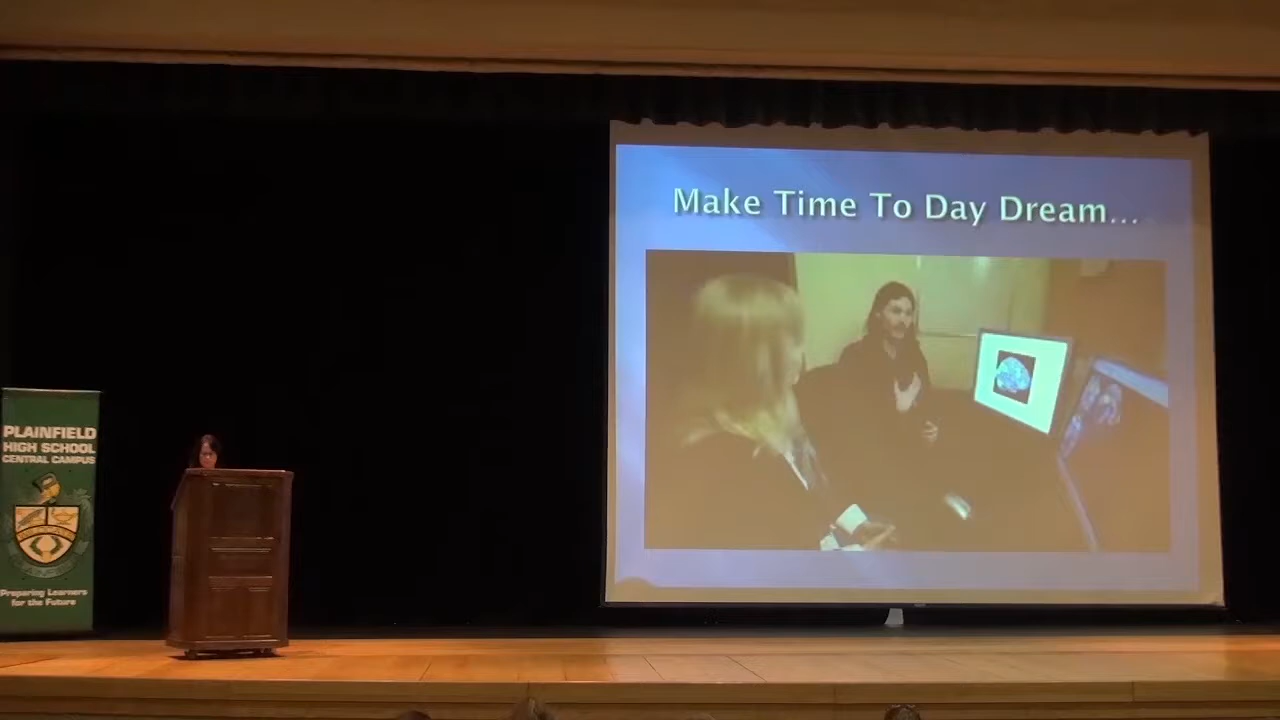 Make Time To Day Dream...
PLAINFIELD
HIGH SCHOOL
CENTRAL CAMPUS
Preparing Learners
for the Future